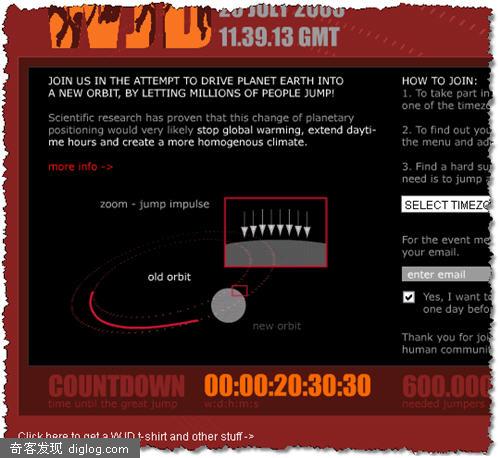 WJD
20 JULY 2006
11.39.13 GMT
JOIN US IN THE ATTEMPT TO DRIVE PLANET EARTH INTO
A NEW ORBIT, BY LETTING MILLIONS OF PEOPLE JUMP!
Scientific research has proven that this change of planetary
positioning would very likely stop global warming, extend dayti-
me hours and create a more homogenous climate.
more info ->
zoom - jump impulse
old orbit
new orbit
HOW TO JOIN:
1. To take part in
one of the timezo
2. To find out you
the menu and ad
3. Find a hard su
need is to jump a
SELECT TIMEZO
For the event me
your email.
enter email
Yes, I want to
one day befo
Thank you for joi
human communi
COUNTDOWN
00:00:20:30:30
600.000
time until the great jump
w:d:h:m:s
needed jumpers
Click here to get a WJD t-shirt and other stuff ->
奇客发现 diglog.com